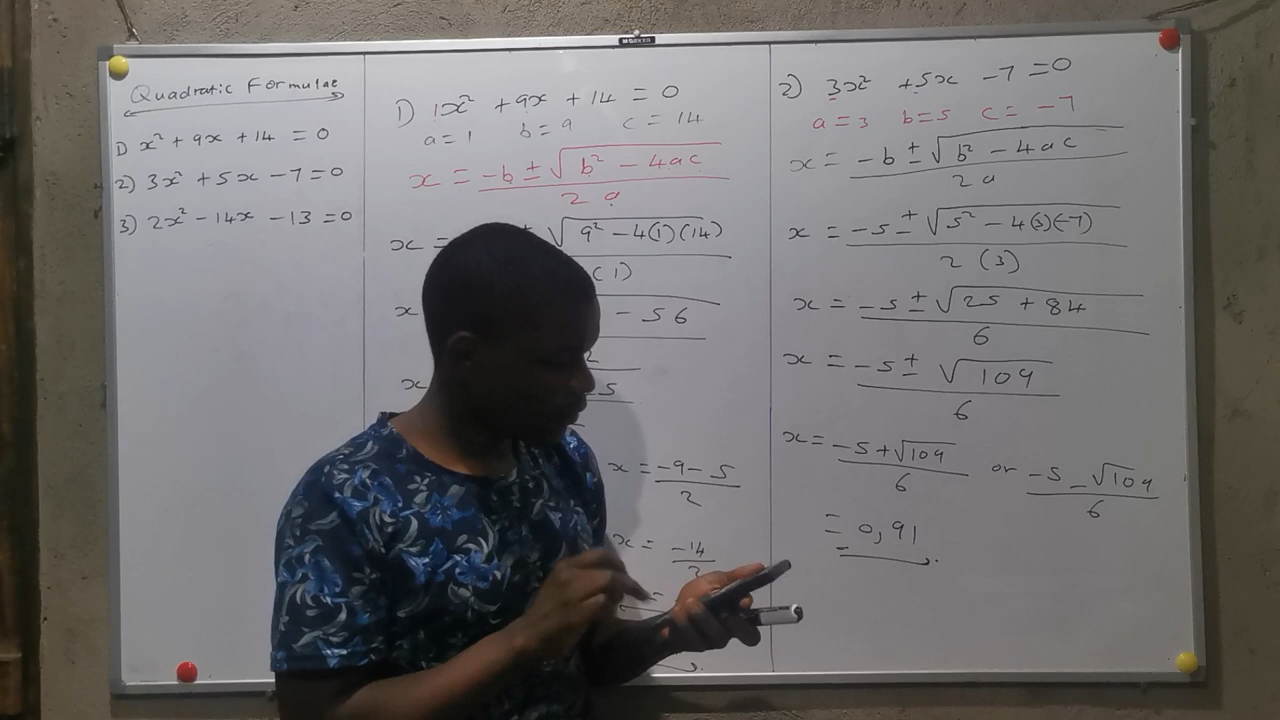 Quadratic Formulae
1) x² + 9x + 14 = 0
2) 3x² + 5x - 7 = 0
3) 2x² - 14x - 13 = 0
1) 1x² + 9x + 14 = 0
a = 1 b = 9 c = 14
x = -b ± √b² - 4ac
2a
x = √9² - 4(1)(14)
(1)
x - 56
2
x 5
x = -9 - 5
2
x = -14
2
2) 3x² + 5x - 7 = 0
a = 3 b = 5 c = -7
x = -b ± √b² - 4ac
2a
x = -5 ± √5² - 4(3)(-7)
2 (3)
x = -5 ± √25 + 84
6
x = -5 ± √109
6
x = -5 + √109 or -5 - √109
6 6
= 0,91